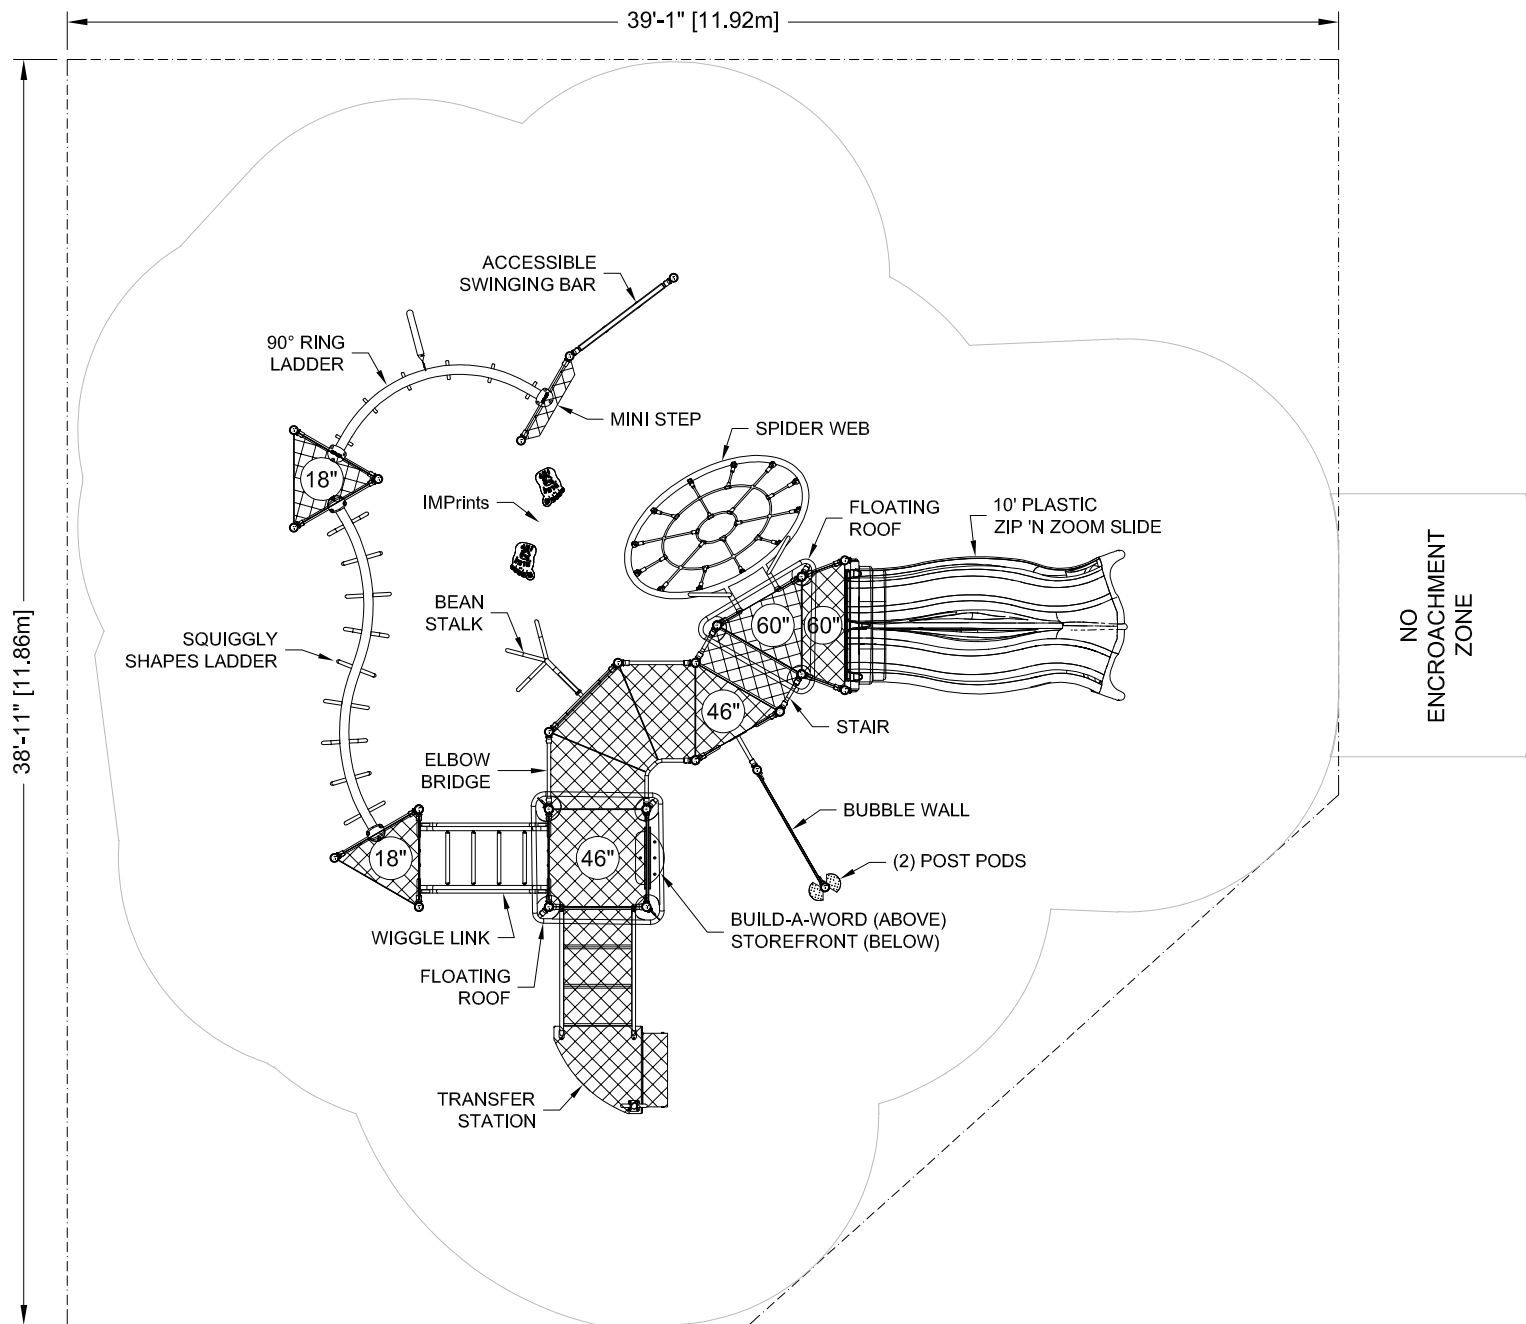 39'-1" [11.92m]
38'-11" [11.86m]
ACCESSIBLE
SWINGING BAR
90° RING
LADDER
MINI STEP
SPIDER WEB
18"
IMPrints
FLOATING
ROOF
10' PLASTIC
ZIP 'N ZOOM SLIDE
NO
ENCROACHMENT
ZONE
BEAN
STALK
60"
60"
SQUIGGLY
SHAPES LADDER
46"
STAIR
ELBOW
BRIDGE
BUBBLE WALL
18"
46"
(2) POST PODS
WIGGLE LINK
BUILD-A-WORD (ABOVE)
STOREFRONT (BELOW)
FLOATING
ROOF
TRANSFER
STATION